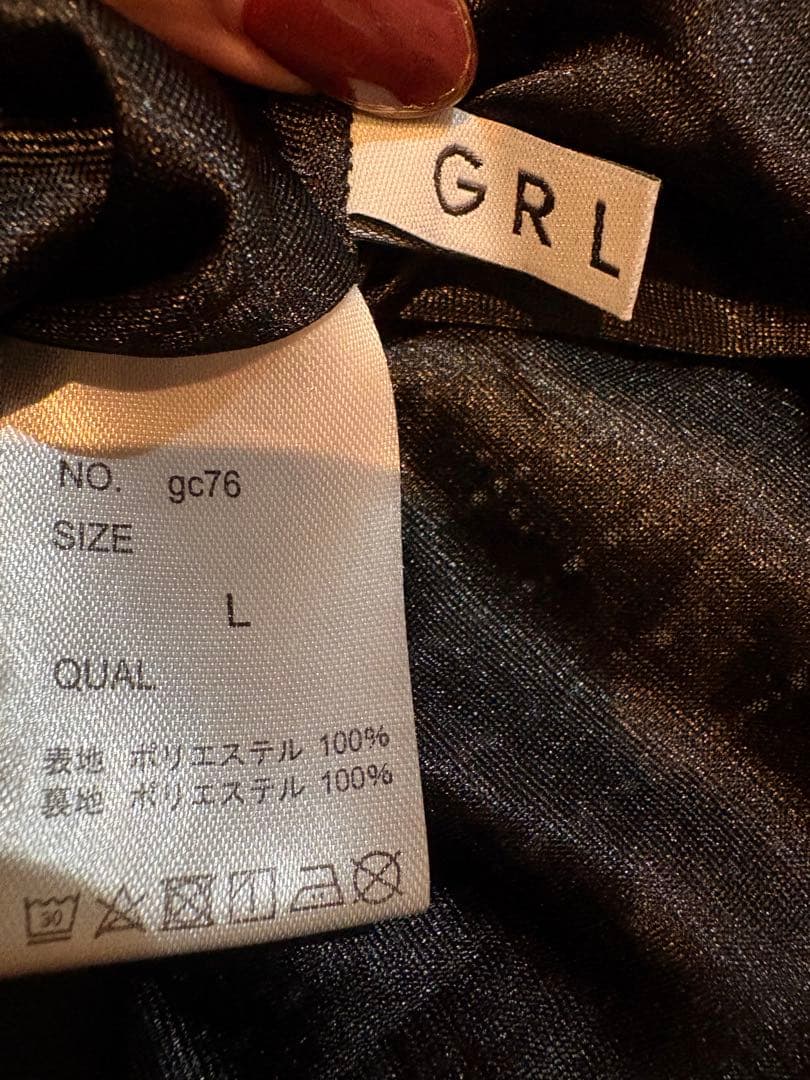 GRL
NO. gc76
SIZE
L
QUAL.
表地 ポリエステル 100%
裏地 ポリエステル 100%
30